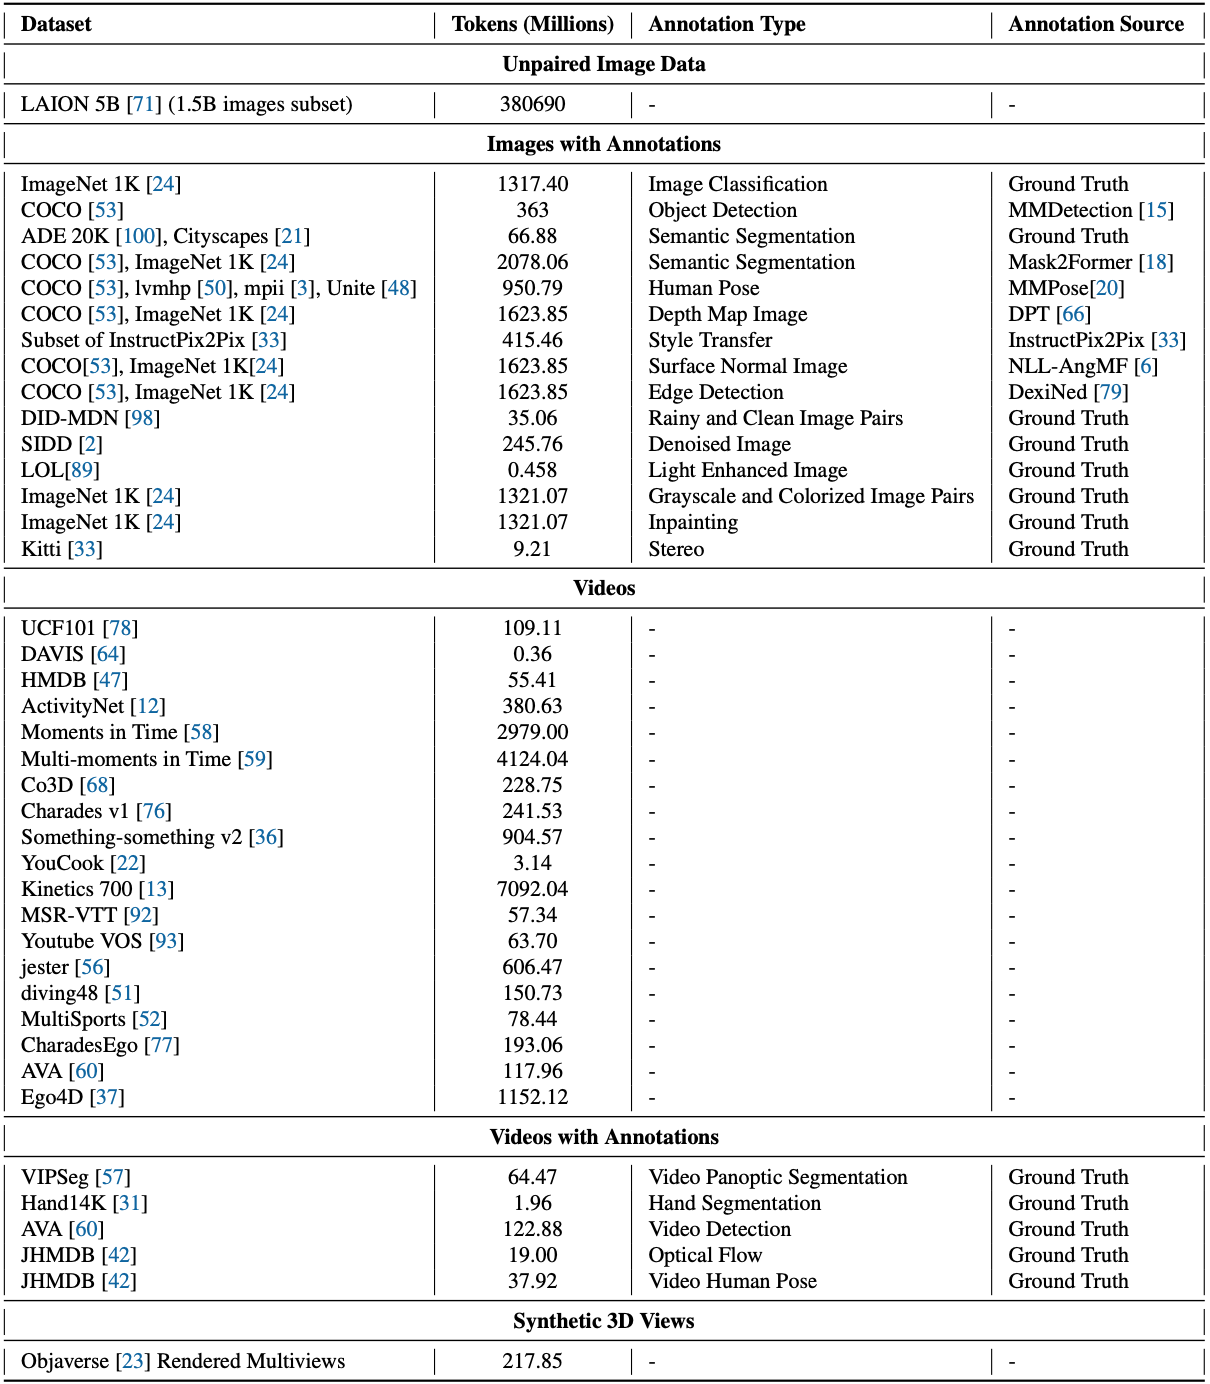 Dataset Tokens (Millions) Annotation Type Annotation Source
Unpaired Image Data
LAION 5B [71] (1.5B images subset) 380690 - -
Images with Annotations
ImageNet 1K [24] 1317.40 Image Classification Ground Truth
COCO [53] 363 Object Detection MMDetection [15]
ADE 20K [100], Cityscapes [21] 66.88 Semantic Segmentation Ground Truth
COCO [53], ImageNet 1K [24] 2078.06 Semantic Segmentation Mask2Former [18]
COCO [53], lvmhp [50], mpii [3], Unite [48] 950.79 Human Pose MMPose[20]
COCO [53], ImageNet 1K [24] 1623.85 Depth Map Image DPT [66]
Subset of InstructPix2Pix [33] 415.46 Style Transfer InstructPix2Pix [33]
COCO[53], ImageNet 1K[24] 1623.85 Surface Normal Image NLL-AngMF [6]
COCO [53], ImageNet 1K [24] 1623.85 Edge Detection DexiNed [79]
DID-MDN [98] 35.06 Rainy and Clean Image Pairs Ground Truth
SIDD [2] 245.76 Denoised Image Ground Truth
LOL[89] 0.458 Light Enhanced Image Ground Truth
ImageNet 1K [24] 1321.07 Grayscale and Colorized Image Pairs Ground Truth
ImageNet 1K [24] 1321.07 Inpainting Ground Truth
Kitti [33] 9.21 Stereo Ground Truth
Videos
UCF101 [78] 109.11 - -
DAVIS [64] 0.36 - -
HMDB [47] 55.41 - -
ActivityNet [12] 380.63 - -
Moments in Time [58] 2979.00 - -
Multi-moments in Time [59] 4124.04 - -
Co3D [68] 228.75 - -
Charades v1 [76] 241.53 - -
Something-something v2 [36] 904.57 - -
YouCook [22] 3.14 - -
Kinetics 700 [13] 7092.04 - -
MSR-VTT [92] 57.34 - -
Youtube VOS [93] 63.70 - -
jester [56] 606.47 - -
diving48 [51] 150.73 - -
MultiSports [52] 78.44 - -
CharadesEgo [77] 193.06 - -
AVA [60] 117.96 - -
Ego4D [37] 1152.12 - -
Videos with Annotations
VIPSeg [57] 64.47 Video Panoptic Segmentation Ground Truth
Hand14K [31] 1.96 Hand Segmentation Ground Truth
AVA [60] 122.88 Video Detection Ground Truth
JHMDB [42] 19.00 Optical Flow Ground Truth
JHMDB [42] 37.92 Video Human Pose Ground Truth
Synthetic 3D Views
Objaverse [23] Rendered Multiviews 217.85 - -